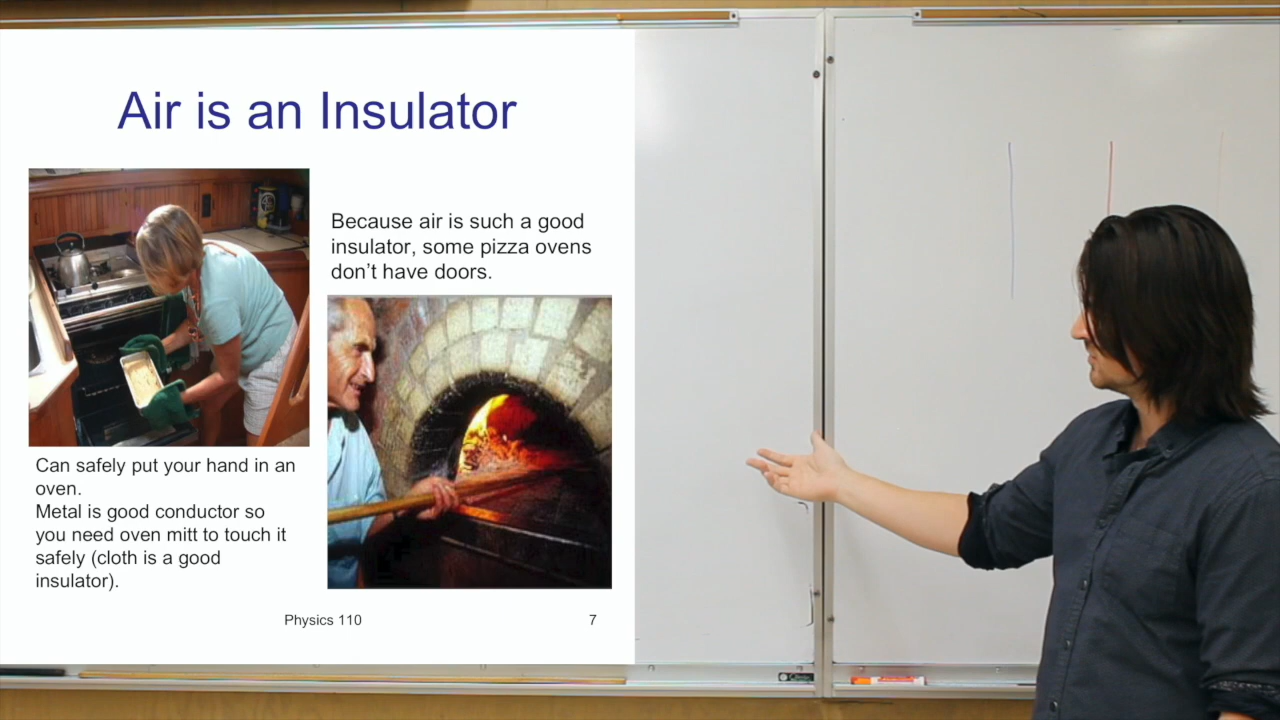 Air is an Insulator
Because air is such a good
insulator, some pizza ovens
don’t have doors.
Can safely put your hand in an
oven.
Metal is good conductor so
you need oven mitt to touch it
safely (cloth is a good
insulator).
Physics 110
7